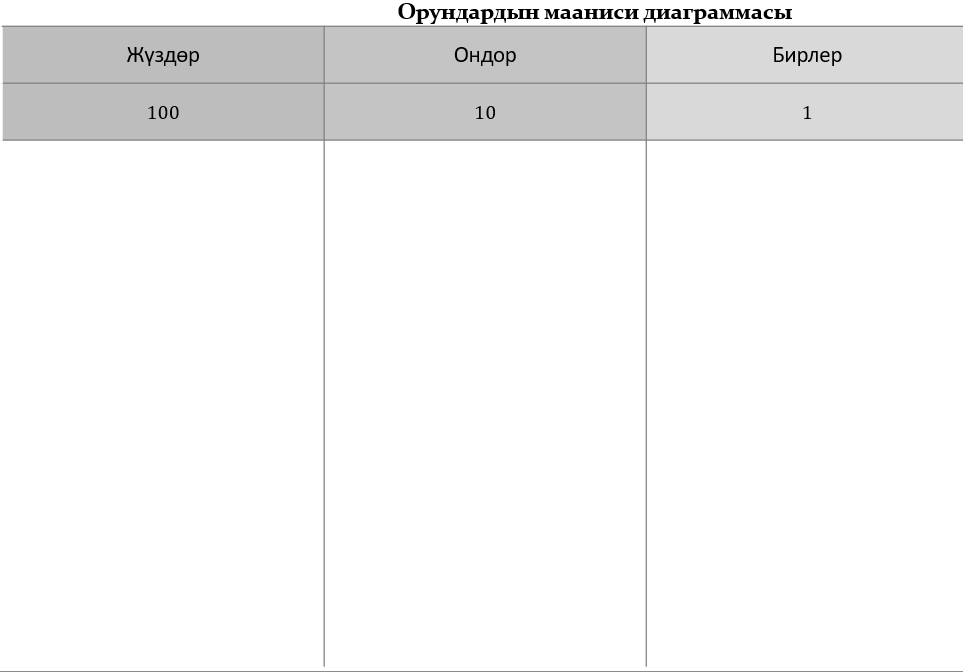 Орундардын мааниси диаграммасы
Жүздөр Ондор Бирлер
100 10 1